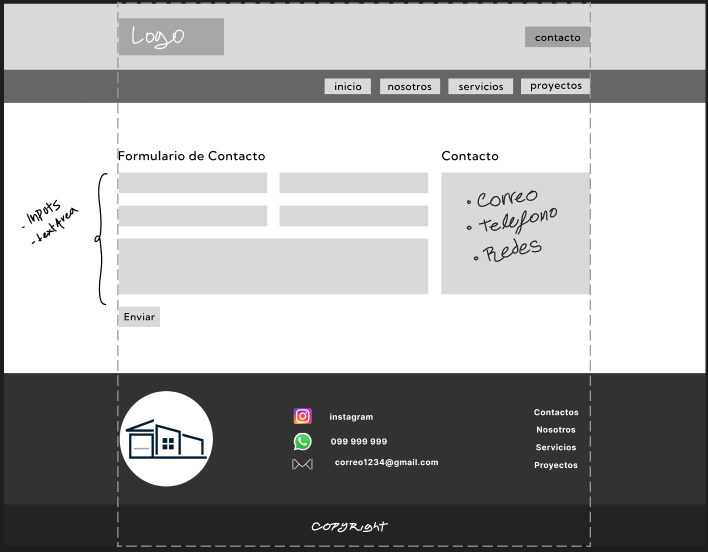 Logo
contacto
inicio
nosotros
servicios
proyectos
Formulario de Contacto
Contacto
- Inputs
- textArea
• Correo
• Telefono
• Redes
Enviar
instagram
099 999 999
correo1234@gmail.com
Contactos
Nosotros
Servicios
Proyectos
COPYRight